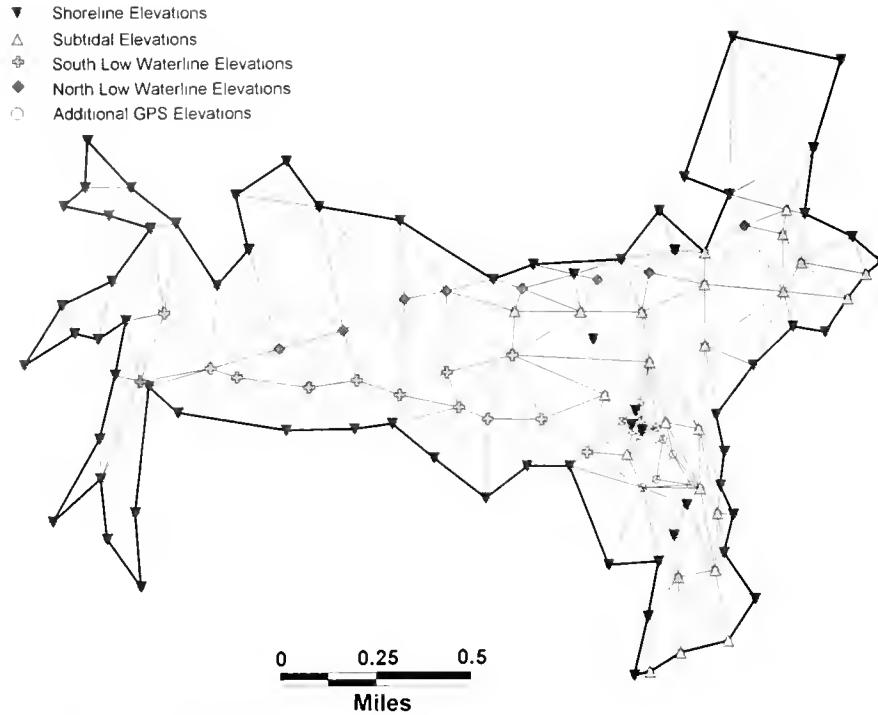 Shoreline Elevations
Subtidal Elevations
South Low Waterline Elevations
North Low Waterline Elevations
Additional GPS Elevations
0 0.25 0.5
Miles